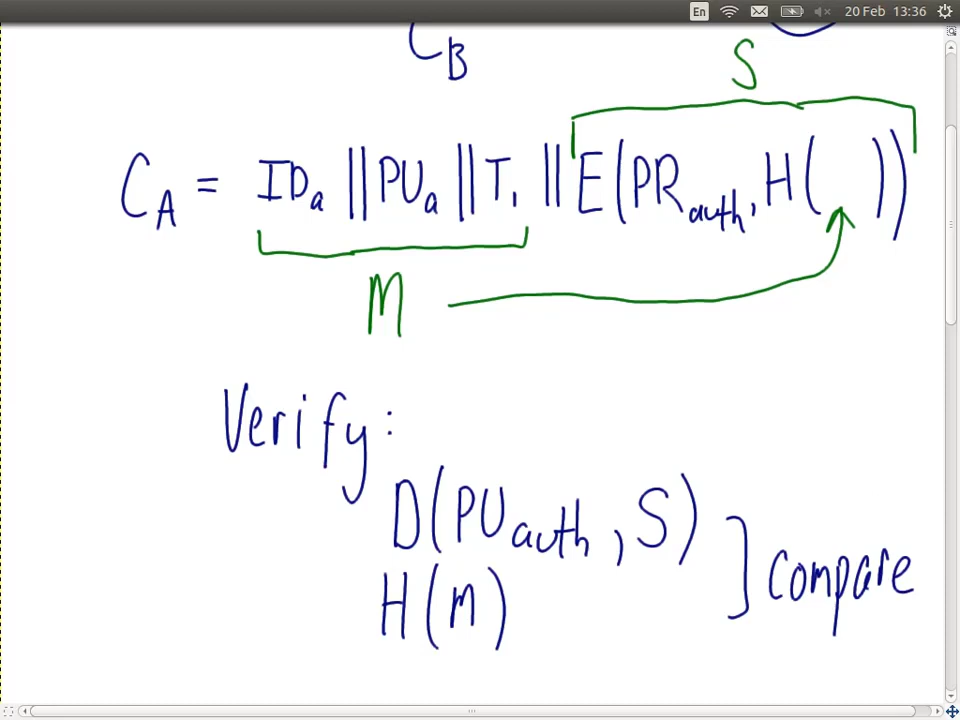 En 20 Feb 13:36
C_B
S
C_A = ID_a || PU_a || T_1 || E(PR_auth, H( ))
M
Verify:
D(PU_auth, S)
H(M)
] compare